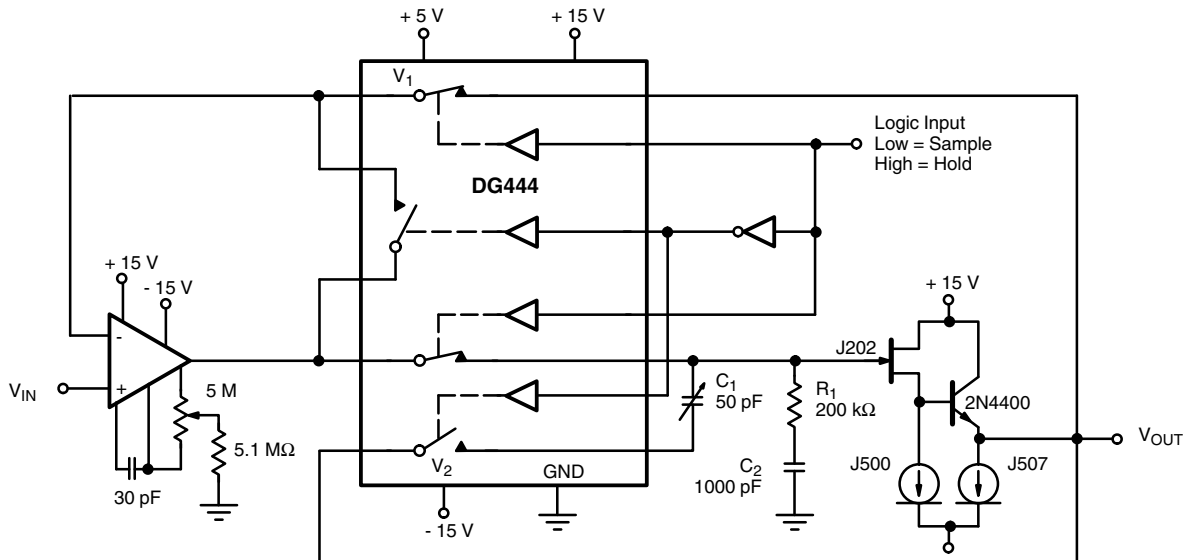 + 5 V
+ 15 V
V1
Logic Input
Low = Sample
High = Hold
DG444
+ 15 V
- 15 V
+ 15 V
-
+
VIN
5 M
5.1 MΩ
30 pF
J202
C1
50 pF
R1
200 kΩ
2N4400
VOUT
V2
GND
C2
1000 pF
J500
J507
- 15 V